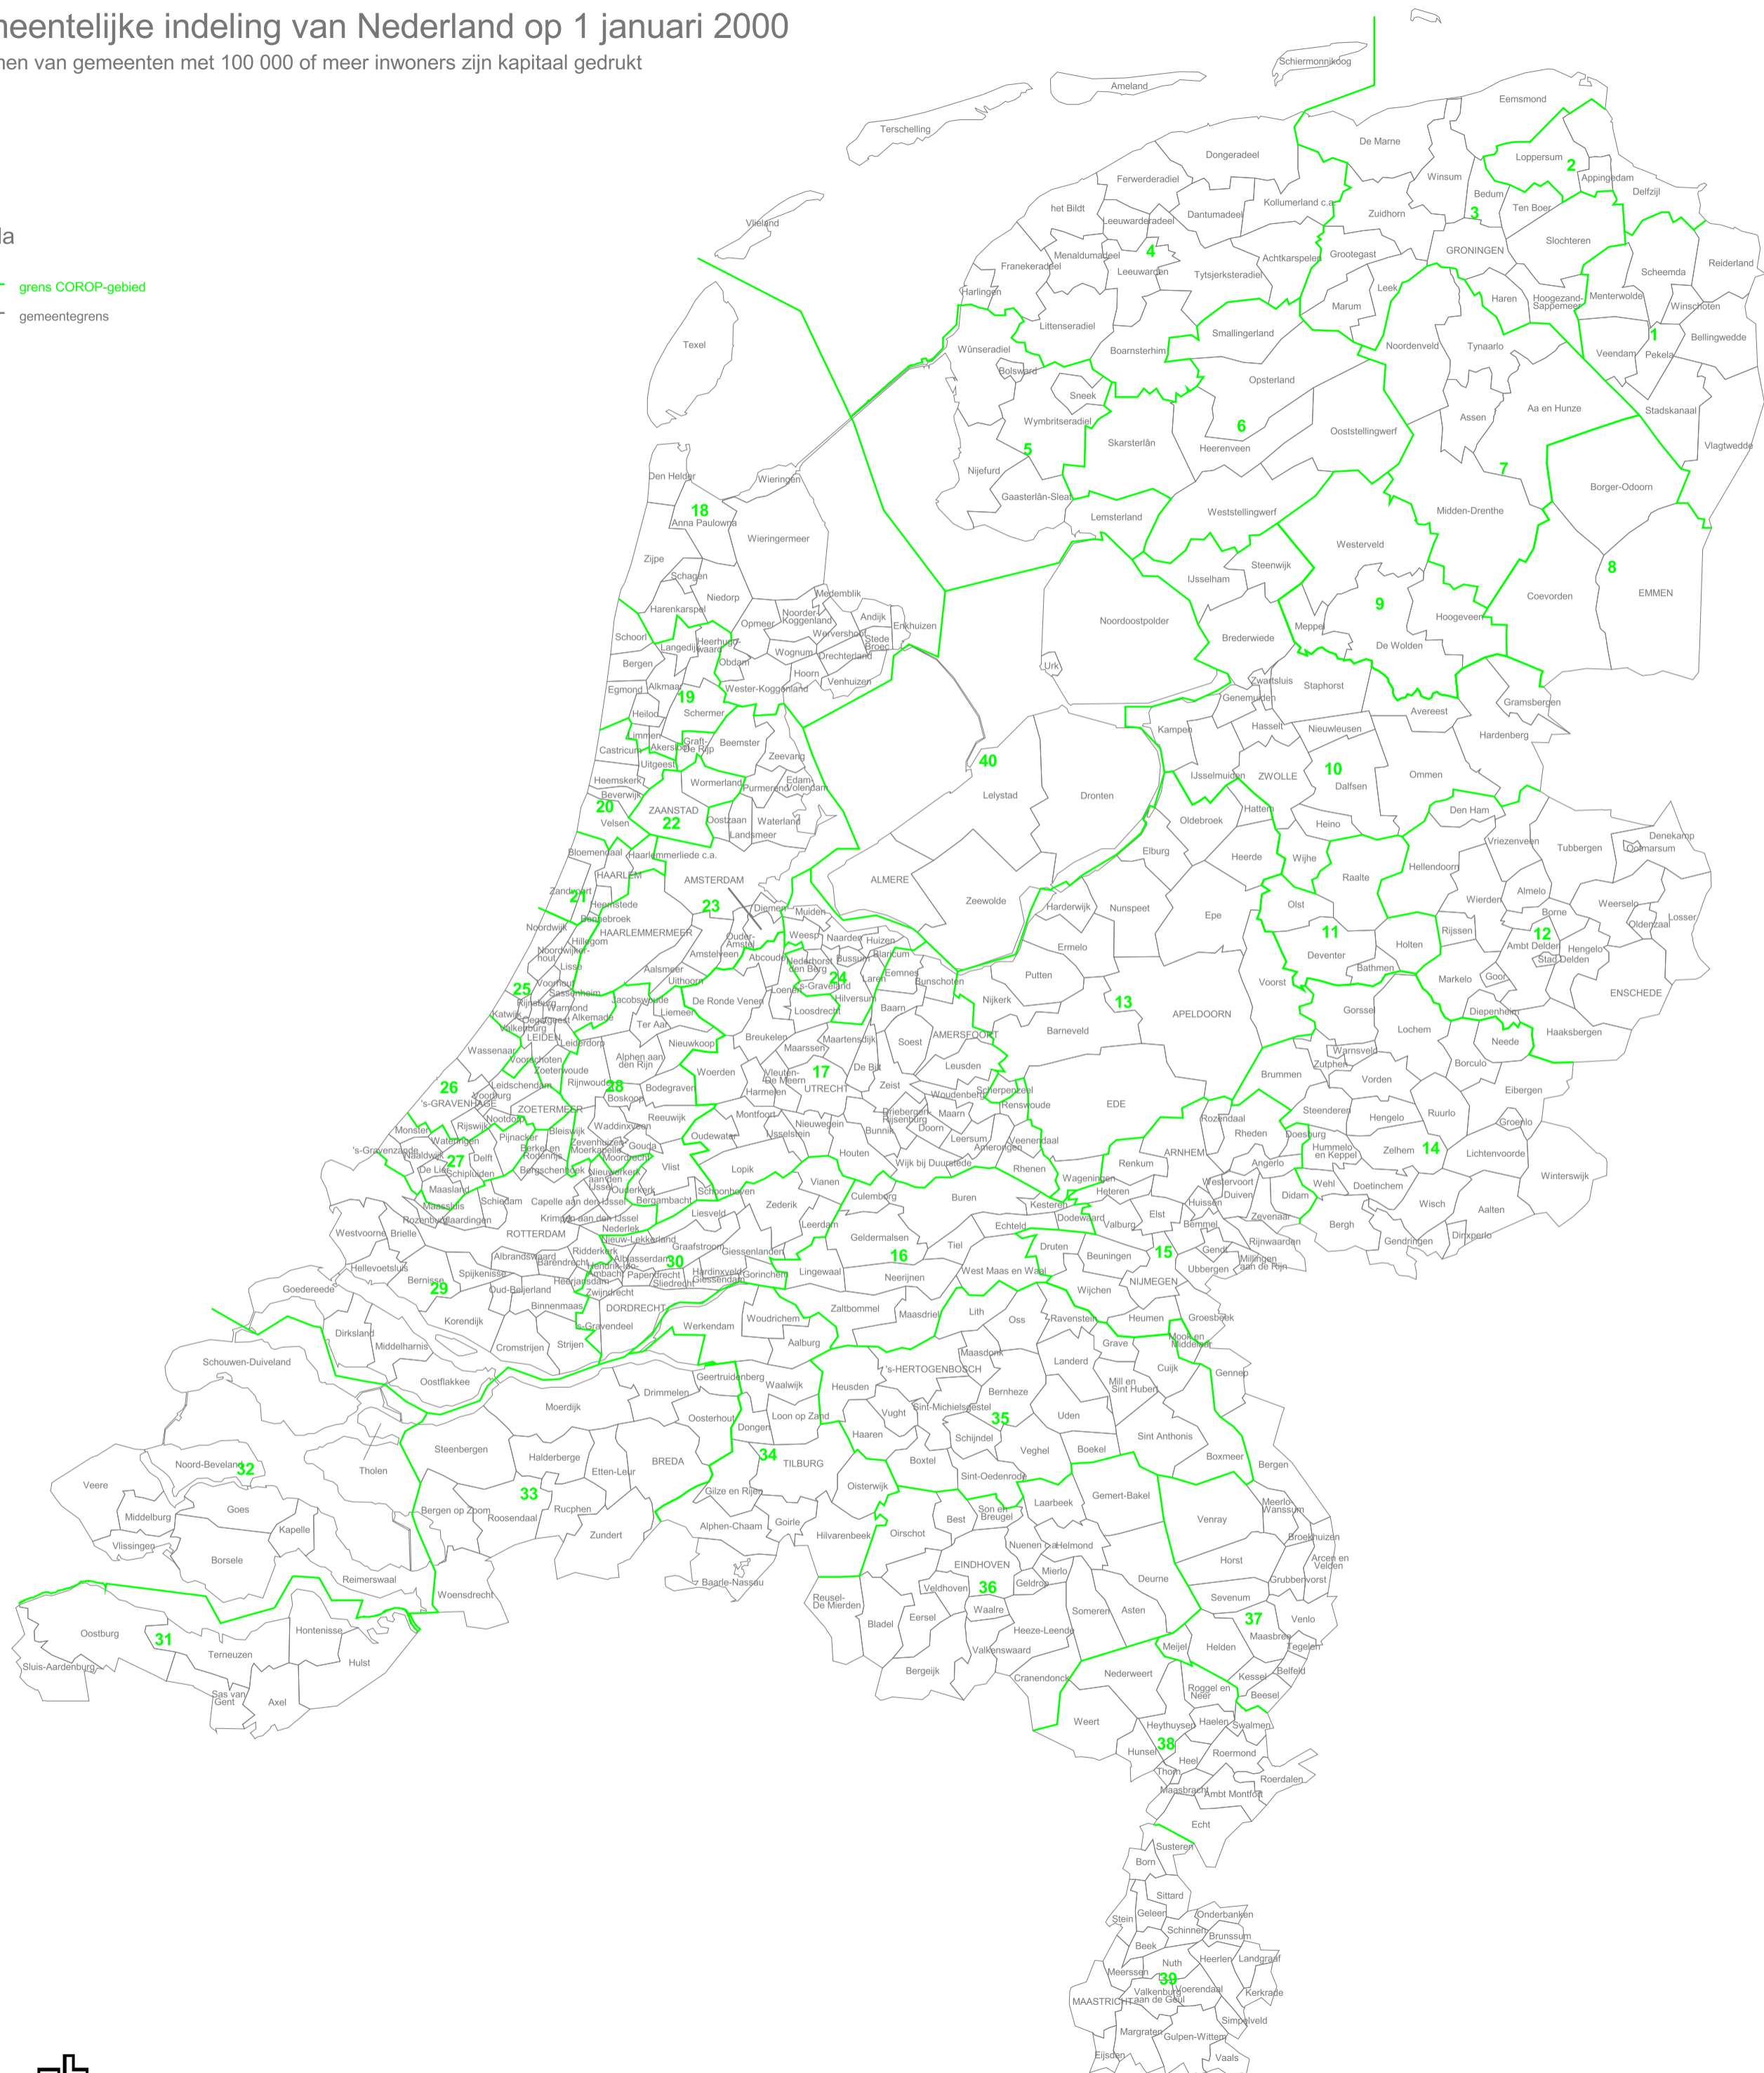 neentelijke indeling van Nederland op 1 januari 2000
nen van gemeenten met 100 000 of meer inwoners zijn kapitaal gedrukt
da
grens COROP-gebied
gemeentegrens
Schiermonnikoog
Ameland
Terschelling
Vlieland
Texel
Eemsmond
De Marne
Dongeradeel
Loppersum
2
Appingedam
Delfzijl
Winsum
Ferwerderadiel
Bedum
Kollumerland c.a.
het Bildt
Leeuwarderadeel
Dantumadeel
Zuidhorn
3
Ten Boer
Slochteren
4
GRONINGEN
Menaldumadeel
Achtkarspelen
Grootegast
Franekeradeel
Leeuwarden
Tytsjerksteradiel
Reiderland
Scheemda
Harlingen
Leek
Haren
Hoogezand-
Sappemeer
Menterwolde
Winschoten
Marum
Littenseradiel
Smallingerland
1
Bellingwedde
Wûnseradiel
Boarnsterhim
Noordenveld
Tynaarlo
Veendam
Pekela
Bolsward
Opsterland
Sneek
Aa en Hunze
Stadskanaal
Wymbritseradiel
6
Assen
Ooststellingwerf
Skarsterlân
Heerenveen
Vlagtwedde
5
Nijefurd
7
Borger-Odoorn
Gaasterlân-Sleat
Lemsterland
Weststellingwerf
Midden-Drenthe
Den Helder
Wieringen
18
Anna Paulowna
Wieringermeer
Westerveld
Zijpe
Steenwijk
8
IJsselham
Schagen
EMMEN
Coevorden
Niedorp
Medemblik
9
Harenkarspel
Noorder-
Koggenland
Andijk
Hoogeveen
Noordoostpolder
Opmeer
Enkhuizen
Meppel
Schoorl
Wervershoof
Stede
Broec
Brederwiede
De Wolden
Langedijk
Heerhugo-
waard
Wognum
Drechterland
Bergen
Obdam
Urk
Hoorn
Venhuizen
Zwartsluis
Staphorst
Egmond
Alkmaar
Wester-Koggenland
Genemuiden
19
Gramsbergen
Heiloo
Schermer
Avereest
Kampen
Hasselt
Nieuwleusen
Hardenberg
Limmen
Akersloot
Graft-
De Rijp
Beemster
Castricum
Zeevang
40
Uitgeest
10
IJsselmuiden
ZWOLLE
Ommen
Heemskerk
Wormerland
Edam-
Volendam
Purmerend
Dalfsen
Beverwijk
Lelystad
Dronten
20
ZAANSTAD
Hattem
Den Ham
Velsen
22
Oostzaan
Waterland
Oldebroek
Heino
Landsmeer
Denekamp
Vriezenveen
Tubbergen
Ootmarsum
Bloemendaal
Haarlemmerliede c.a.
Elburg
Heerde
Wijhe
Hellendoorn
HAARLEM
AMSTERDAM
ALMERE
Raalte
Zandvoort
21
Heemstede
Zeewolde
Nunspeet
Almelo
Wierden
Weerselo
Olst
Bennebroek
23
Diemen
Muiden
Harderwijk
Epe
Borne
Losser
Oldenzaal
Noordwijk
HAARLEMMERMEER
Ouder-
Amstel
Weesp
Naarden
Huizen
11
Rijssen
12
Hillegom
Holten
Ambt Delden
Hengelo
Noordwijker-
hout
Amstelveen
Abcoude
Nederhorst
den Berg
Bussum
Blaricum
Ermelo
Deventer
Stad Delden
Lisse
Aalsmeer
24
Laren
Eemnes
Putten
Bathmen
Goor
Voorhout
Uithoorn
Loenen
's-Graveland
Bunschoten
Voorst
Markelo
25
Sassenheim
Hilversum
ENSCHEDE
Rijnsburg
Warmond
Jacobswoude
De Ronde Venen
Nijkerk
13
Katwijk
Oegstgeest
Alkemade
Liemeer
Loosdrecht
Baarn
Gorssel
Diepenheim
APELDOORN
Valkenburg
LEIDEN
Ter Aar
Lochem
Haaksbergen
Leiderdorp
Nieuwkoop
Breukelen
Maartensdijk
Soest
AMERSFOORT
Barneveld
Neede
Wassenaar
Voorschoten
Alphen aan
den Rijn
Maarssen
Warnsveld
Borculo
Zoeterwoude
De Bilt
Leusden
Zutphen
Woerden
Vleuten-
De Meern
17
Brummen
Vorden
26
Leidschendam
Rijnwoude
28
Bodegraven
UTRECHT
Zeist
Scherpenzeel
Eibergen
Voorburg
Harmelen
Woudenberg
Boskoop
Renswoude
EDE
's-GRAVENHAGE
ZOETERMEER
Reeuwijk
Montfoort
Driebergen-
Rijsenburg
Maarn
Steenderen
Hengelo
Ruurlo
Nootdorp
Rozendaal
Groenlo
Rijswijk
Waddinxveen
Nieuwegein
Doorn
Monster
Bleiswijk
Oudewater
IJsselstein
Bunnik
Rheden
Doesburg
Wateringen
Pijnacker
Zevenhuizen-
Moerkapelle
Gouda
Leersum
Veenendaal
Hummelo
en Keppel
Zelhem
14
's-Gravenzande
Berkel en
Rodenrijs
Amerongen
ARNHEM
Lichtenvoorde
Naaldwijk
27
Delft
Moordrecht
Houten
Renkum
Angerlo
De Lier
Schipluiden
Bergschenhoek
Vlist
Lopik
Wijk bij Duurstede
Rhenen
Wageningen
Westervoort
Winterswijk
Nieuwerkerk
aan den
IJssel
Vianen
Wehl
Doetinchem
Maasland
Ouderkerk
Schoonhoven
Culemborg
Buren
Heteren
Duiven
Didam
Maassluis
Schiedam
Capelle aan den IJssel
Bergambacht
Zederik
Kesteren
Huissen
Wisch
Rozenburg
Vlaardingen
Krimpen aan den IJssel
Liesveld
Dodewaard
Elst
Zevenaar
Aalten
Westvoorne
Brielle
ROTTERDAM
Nederlek
Leerdam
Echteld
Valburg
Bemmel
Bergh
Nieuw-Lekkerland
Geldermalsen
Tiel
Druten
Rijnwaarden
Gendringen
Dinxperlo
Albrandswaard
Ridderkerk
Graafstroom
Giessenlanden
16
Beuningen
15
Gendt
Barendrecht
Alblasserdam
30
Hellevoetsluis
Spijkenisse
Hendrik-Ido-
Ambacht
Papendrecht
Hardinxveld-
Giessendam
Gorinchem
Lingewaal
West Maas en Waal
Ubbergen
Millingen
aan de Rijn
Bernisse
Heerjansdam
Sliedrecht
Neerijnen
NIJMEGEN
Goedereede
29
Oud-Beijerland
Zwijndrecht
Wijchen
Binnenmaas
DORDRECHT
Zaltbommel
Maasdriel
Lith
Korendijk
's-Gravendeel
Werkendam
Woudrichem
Oss
Ravenstein
Heumen
Groesbeek
Dirksland
Middelharnis
Cromstrijen
Strijen
Aalburg
Grave
Mook en
Middelaar
Schouwen-Duiveland
Maasdonk
Landerd
Cuijk
Oostflakkee
Geertruidenberg
's-HERTOGENBOSCH
Gennep
Drimmelen
Waalwijk
Heusden
Bernheze
Mill en
Sint Hubert
Moerdijk
Oosterhout
Loon op Zand
Vught
Sint-Michielsgestel
35
Uden
Dongen
Haaren
Schijndel
Sint Anthonis
Steenbergen
Halderberge
34
Veghel
Boekel
Boxmeer
Noord-Beveland
32
Tholen
Etten-Leur
BREDA
TILBURG
Boxtel
Bergen
Veere
Oisterwijk
Sint-Oedenrode
Gilze en Rijen
33
Gemert-Bakel
Goes
Bergen op Zoom
Rucphen
Son en
Breugel
Laarbeek
Meerlo-
Wanssum
Middelburg
Roosendaal
Alphen-Chaam
Goirle
Best
Venray
Kapelle
Zundert
Hilvarenbeek
Oirschot
Broekhuizen
Vlissingen
Nuenen c.a.
Helmond
Borsele
EINDHOVEN
Horst
Arcen en
Velden
Reimerswaal
Baarle-Nassau
Mierlo
Deurne
Grubbenvorst
Woensdrecht
Veldhoven
36
Geldrop
Reusel-
De Mierden
Sevenum
Waalre
Someren
Asten
Eersel
37
Venlo
Bladel
Heeze-Leende
Oostburg
31
Hontenisse
Maasbree
Terneuzen
Valkenswaard
Meijel
Helden
Tegelen
Hulst
Sluis-Aardenburg
Bergeijk
Cranendonck
Nederweert
Kessel
Belfeld
Sas van
Gent
Axel
Roggel en
Neer
Beesel
Weert
Heythuysen
Haelen
Swalmen
38
Hunsel
Roermond
Heel
Thorn
Roerdalen
Maasbracht
Ambt Montfort
Echt
Susteren
Born
Sittard
Geleen
Stein
Onderbanken
Schinnen
Brunssum
Beek
Nuth
Heerlen
Landgraaf
Meerssen
39
Valkenburg
aan de Geul
Voerendaal
Kerkrade
MAASTRICHT
Simpelveld
Margraten
Gulpen-Wittem
Eijsden
Vaals